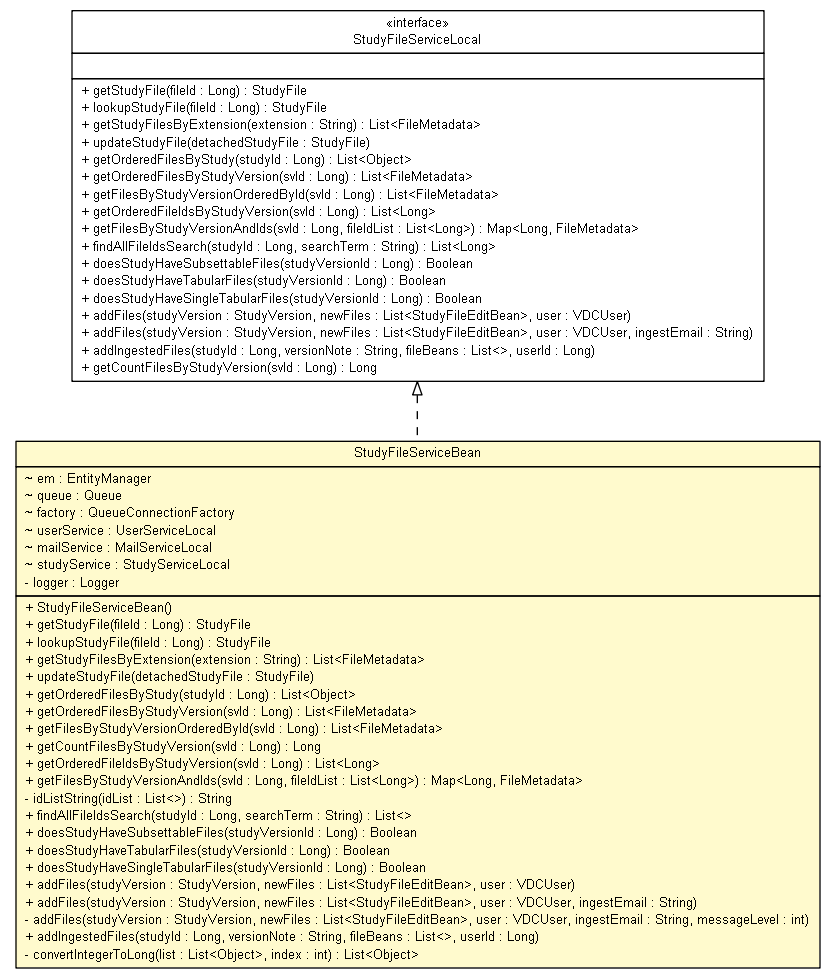 «interface»
StudyFileServiceLocal
+ getStudyFile(fileId : Long) : StudyFile
+ lookupStudyFile(fileId : Long) : StudyFile
+ getStudyFilesByExtension(extension : String) : List<FileMetadata>
+ updateStudyFile(detachedStudyFile : StudyFile)
+ getOrderedFilesByStudy(studyId : Long) : List<Object>
+ getOrderedFilesByStudyVersion(svId : Long) : List<FileMetadata>
+ getFilesByStudyVersionOrderedById(svId : Long) : List<FileMetadata>
+ getOrderedFileIdsByStudyVersion(svId : Long) : List<Long>
+ getFilesByStudyVersionAndIds(svId : Long, fileIdList : List<Long>) : Map<Long, FileMetadata>
+ findAllFileIdsSearch(studyId : Long, searchTerm : String) : List<Long>
+ doesStudyHaveSubsettableFiles(studyVersionId : Long) : Boolean
+ doesStudyHaveTabularFiles(studyVersionId : Long) : Boolean
+ doesStudyHaveSingleTabularFiles(studyVersionId : Long) : Boolean
+ addFiles(studyVersion : StudyVersion, newFiles : List<StudyFileEditBean>, user : VDCUser)
+ addFiles(studyVersion : StudyVersion, newFiles : List<StudyFileEditBean>, user : VDCUser, ingestEmail : String)
+ addIngestedFiles(studyId : Long, versionNote : String, fileBeans : List<>, userId : Long)
+ getCountFilesByStudyVersion(svId : Long) : Long
StudyFileServiceBean
~ em : EntityManager
~ queue : Queue
~ factory : QueueConnectionFactory
~ userService : UserServiceLocal
~ mailService : MailServiceLocal
~ studyService : StudyServiceLocal
- logger : Logger
+ StudyFileServiceBean()
+ getStudyFile(fileId : Long) : StudyFile
+ lookupStudyFile(fileId : Long) : StudyFile
+ getStudyFilesByExtension(extension : String) : List<FileMetadata>
+ updateStudyFile(detachedStudyFile : StudyFile)
+ getOrderedFilesByStudy(studyId : Long) : List<Object>
+ getOrderedFilesByStudyVersion(svId : Long) : List<FileMetadata>
+ getFilesByStudyVersionOrderedById(svId : Long) : List<FileMetadata>
+ getCountFilesByStudyVersion(svId : Long) : Long
+ getOrderedFileIdsByStudyVersion(svId : Long) : List<Long>
+ getFilesByStudyVersionAndIds(svId : Long, fileIdList : List<Long>) : Map<Long, FileMetadata>
- idListString(idList : List<>) : String
+ findAllFileIdsSearch(studyId : Long, searchTerm : String) : List<>
+ doesStudyHaveSubsettableFiles(studyVersionId : Long) : Boolean
+ doesStudyHaveTabularFiles(studyVersionId : Long) : Boolean
+ doesStudyHaveSingleTabularFiles(studyVersionId : Long) : Boolean
+ addFiles(studyVersion : StudyVersion, newFiles : List<StudyFileEditBean>, user : VDCUser)
+ addFiles(studyVersion : StudyVersion, newFiles : List<StudyFileEditBean>, user : VDCUser, ingestEmail : String)
- addFiles(studyVersion : StudyVersion, newFiles : List<StudyFileEditBean>, user : VDCUser, ingestEmail : String, messageLevel : int)
+ addIngestedFiles(studyId : Long, versionNote : String, fileBeans : List<>, userId : Long)
- convertIntegerToLong(list : List<Object>, index : int) : List<Object>